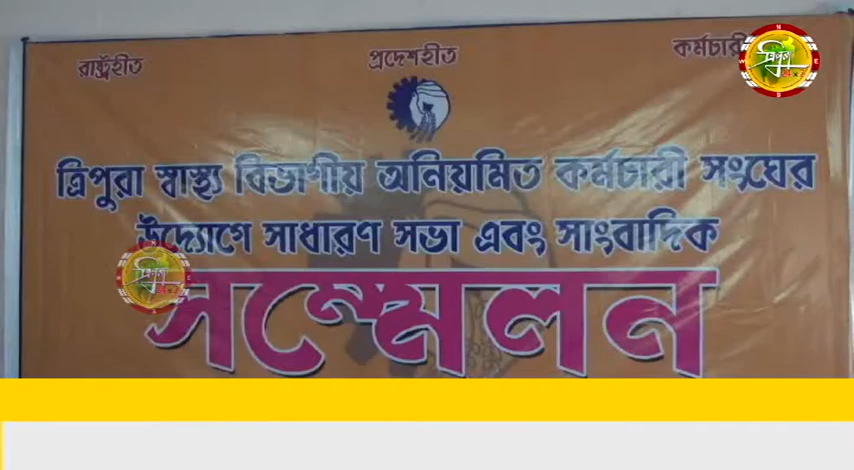 রাষ্ট্রহীত প্রদেশহীত কর্মচারী
ত্রিপুরা স্বাস্থ্য বিভাগীয় অনিয়মিত কর্মচারী সংঘের
উদ্যোগে সাধারণ সভা এবং সাংবাদিক
সম্মেলন
ত্রিপুরা
ত্রিপুরা